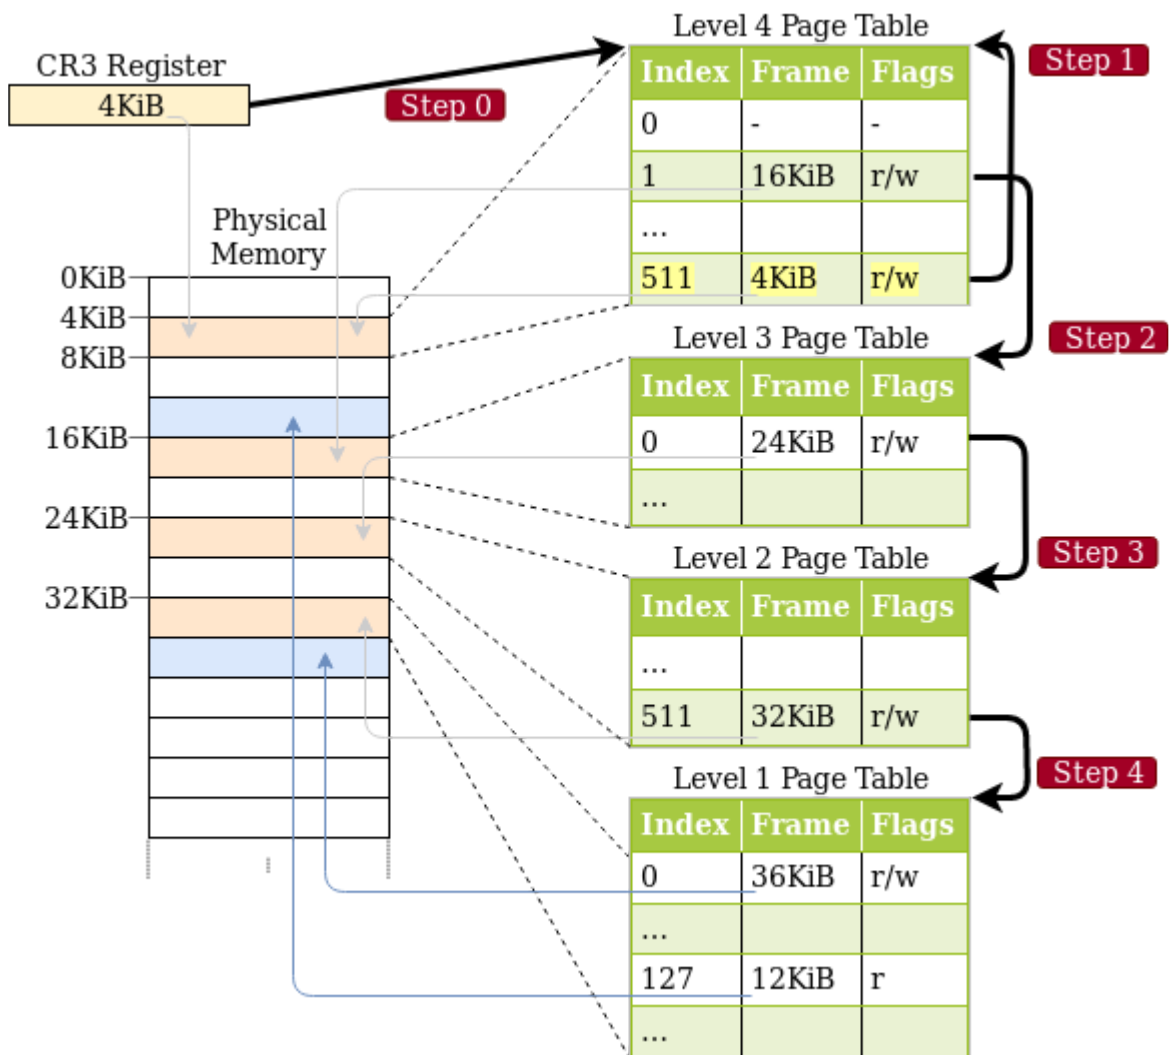 Level 4 Page Table
CR3 Register
4KiB
Step 0
Step 1
Index Frame Flags
0 - -
1 16KiB r/w
...
511 4KiB r/w
Physical
Memory
0KiB
4KiB
8KiB
16KiB
24KiB
32KiB
Step 2
Level 3 Page Table
Index Frame Flags
0 24KiB r/w
...
Step 3
Level 2 Page Table
Index Frame Flags
...
511 32KiB r/w
Step 4
Level 1 Page Table
Index Frame Flags
0 36KiB r/w
...
127 12KiB r
...